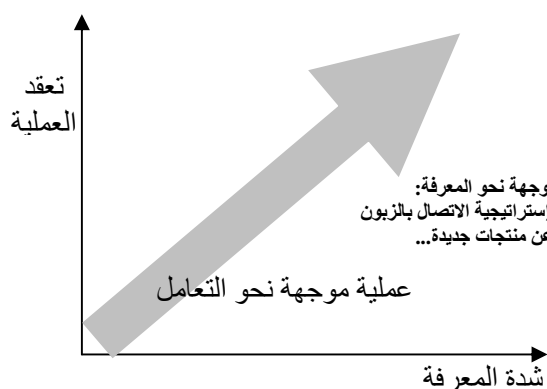 تعقد
العملية
وجهة نحو المعرفة:
إستراتيجية الاتصال بالزبون
عن منتجات جديدة...
عملية موجهة نحو التعامل
شدة المعرفة